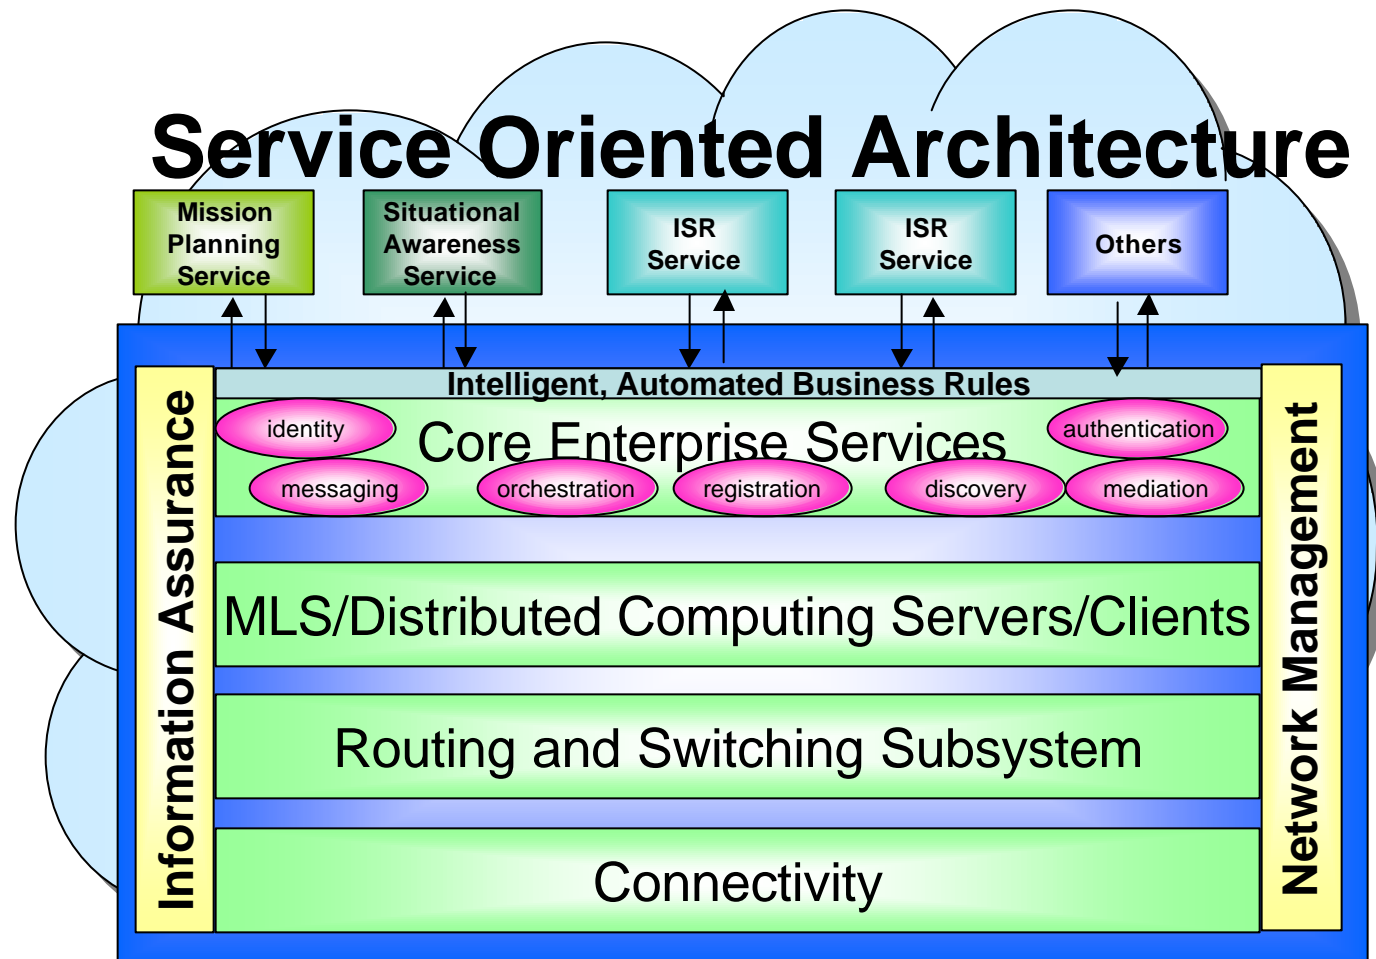 Service Oriented Architecture
Mission
Planning
Service
Situational
Awareness
Service
ISR
Service
ISR
Service
Others
Intelligent, Automated Business Rules
identity
Core Enterprise Services
authentication
messaging
orchestration
registration
discovery
mediation
Information Assurance
MLS/Distributed Computing Servers/Clients
Routing and Switching Subsystem
Connectivity
Network Management